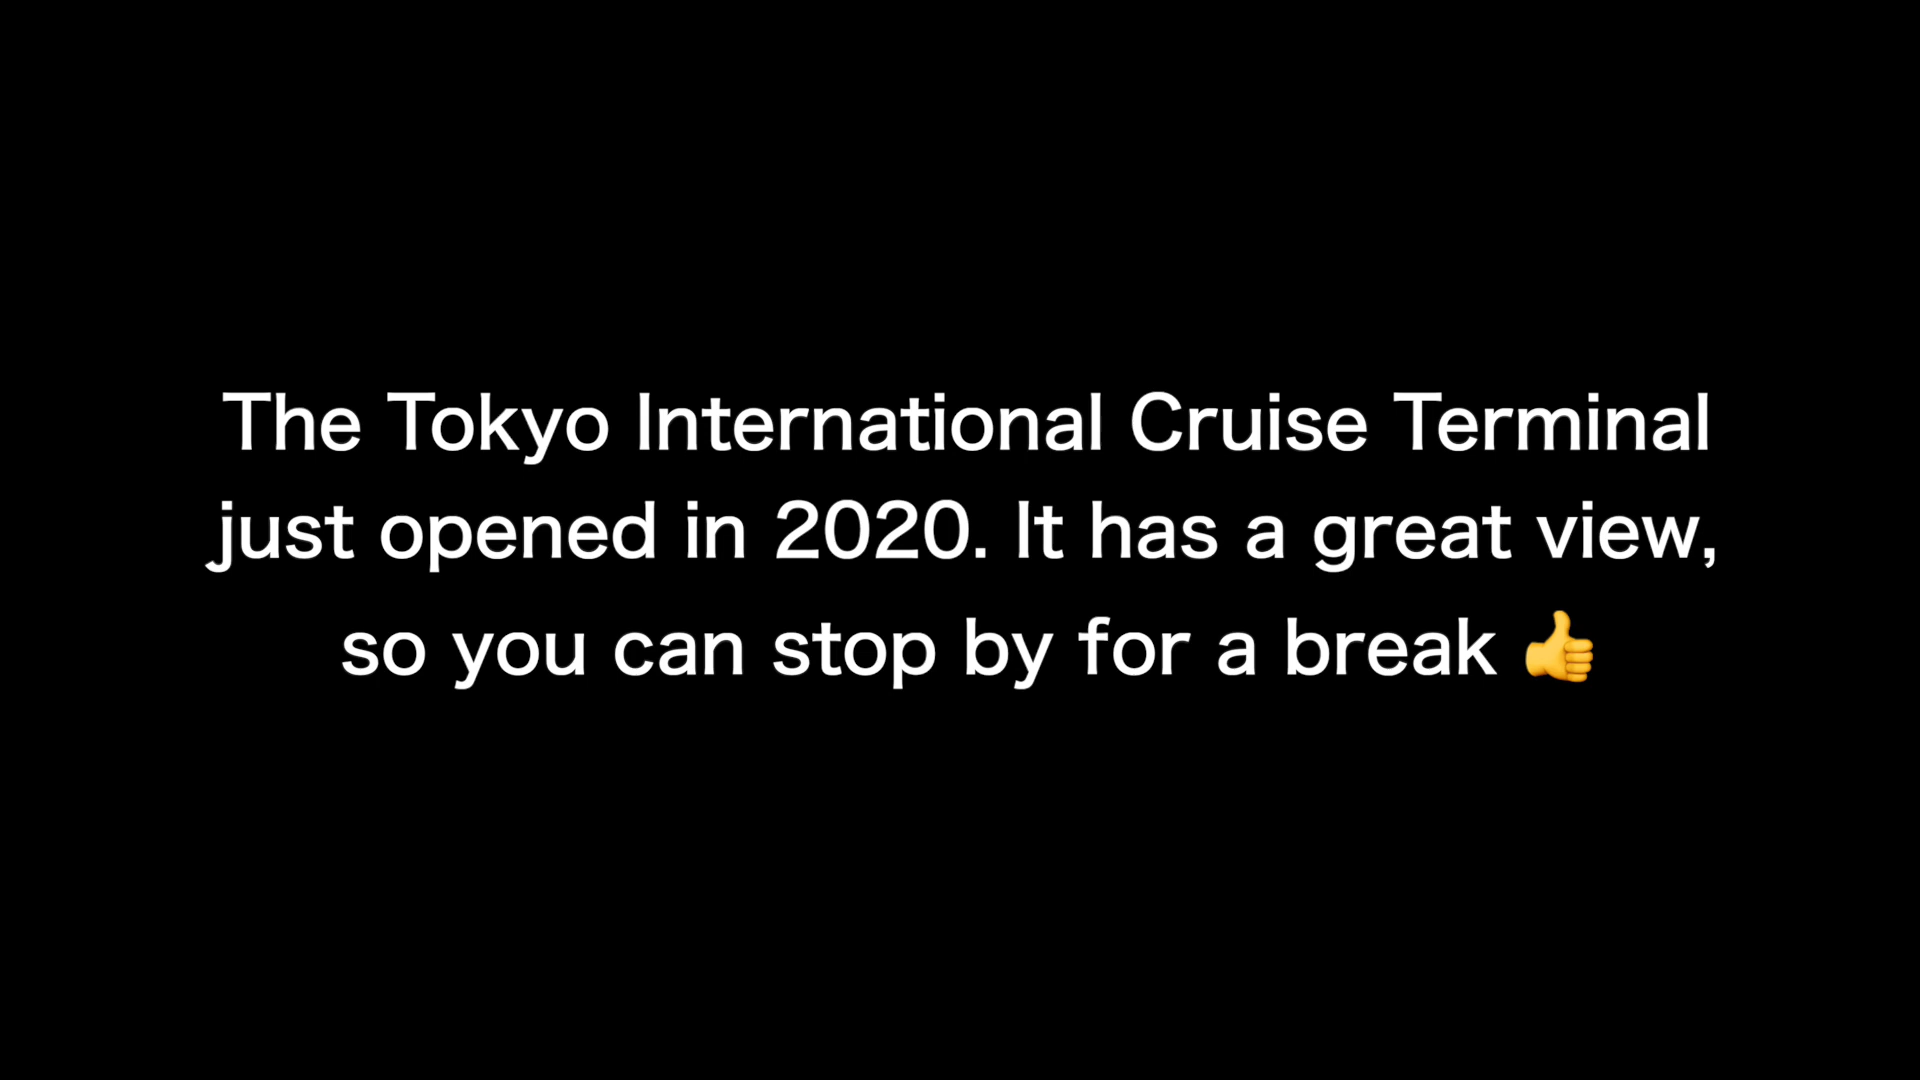 The Tokyo International Cruise Terminal
just opened in 2020. It has a great view,
so you can stop by for a break 👍